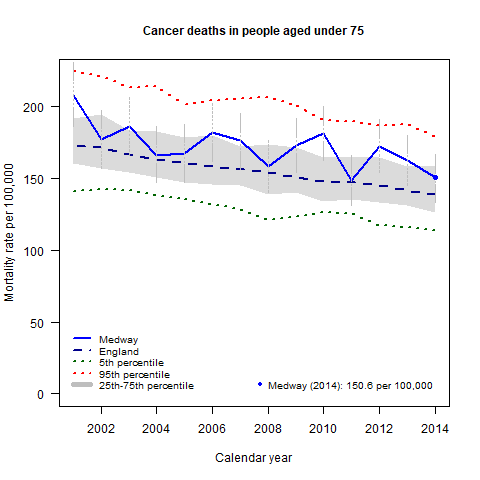 Cancer deaths in people aged under 75
Mortality rate per 100,000
200
150
100
50
0
Medway
England
5th percentile
95th percentile
25th-75th percentile
Medway (2014): 150.6 per 100,000
2002 2004 2006 2008 2010 2012 2014
Calendar year